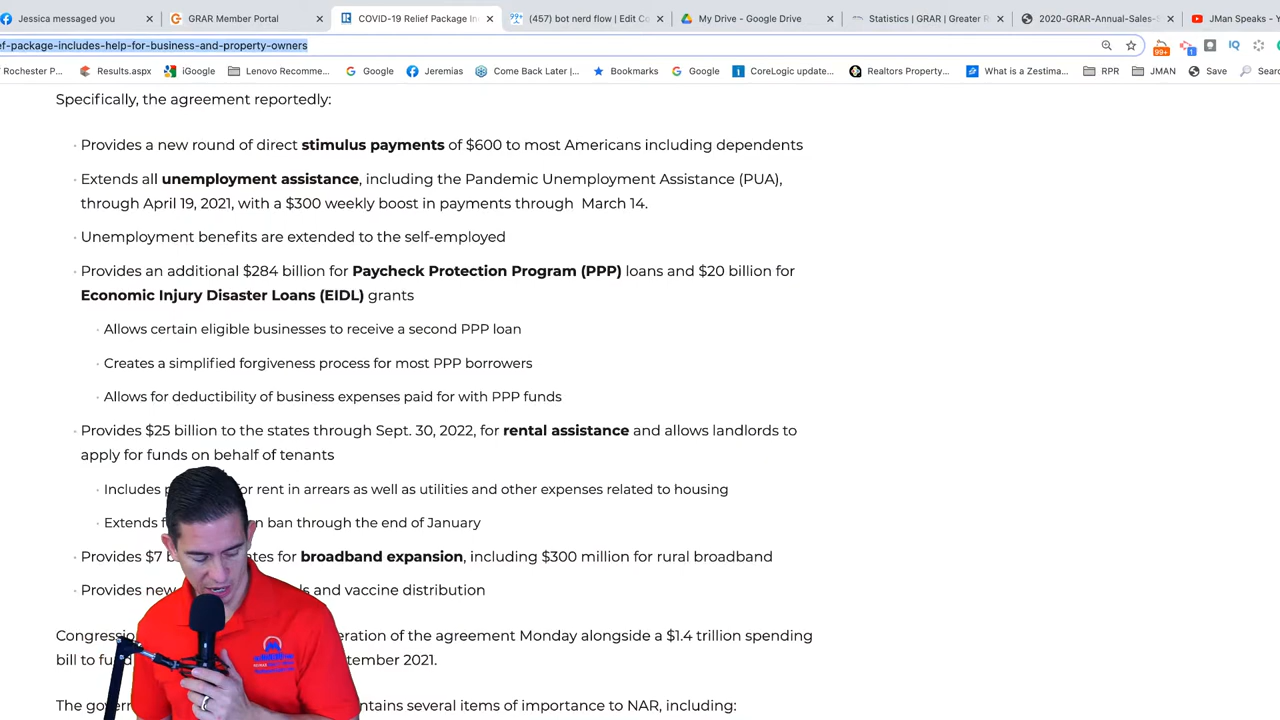 Jessica messaged you
GRAR Member Portal
COVID-19 Relief Package In
(457) bot nerd flow | Edit Co
My Drive - Google Drive
Statistics | GRAR | Greater R
2020-GRAR-Annual-Sales-S
JMan Speaks - Y
ef-package-includes-help-for-business-and-property-owners
Rochester P...
Results.aspx
iGoogle
Lenovo Recomme...
Google
Jeremias
Come Back Later |...
Bookmarks
Google
CoreLogic update...
Realtors Property...
What is a Zestima...
RPR
JMAN
Save
Searc
Specifically, the agreement reportedly:
Provides a new round of direct stimulus payments of $600 to most Americans including dependents
Extends all unemployment assistance, including the Pandemic Unemployment Assistance (PUA),
through April 19, 2021, with a $300 weekly boost in payments through March 14.
Unemployment benefits are extended to the self-employed
Provides an additional $284 billion for Paycheck Protection Program (PPP) loans and $20 billion for
Economic Injury Disaster Loans (EIDL) grants
Allows certain eligible businesses to receive a second PPP loan
Creates a simplified forgiveness process for most PPP borrowers
Allows for deductibility of business expenses paid for with PPP funds
Provides $25 billion to the states through Sept. 30, 2022, for rental assistance and allows landlords to
apply for funds on behalf of tenants
Includes for rent in arrears as well as utilities and other expenses related to housing
Extends ban through the end of January
Provides $7 for broadband expansion, including $300 million for rural broadband
Provides new and vaccine distribution
of the agreement Monday alongside a $1.4 trillion spending
bill to 2021.
The several items of importance to NAR, including: